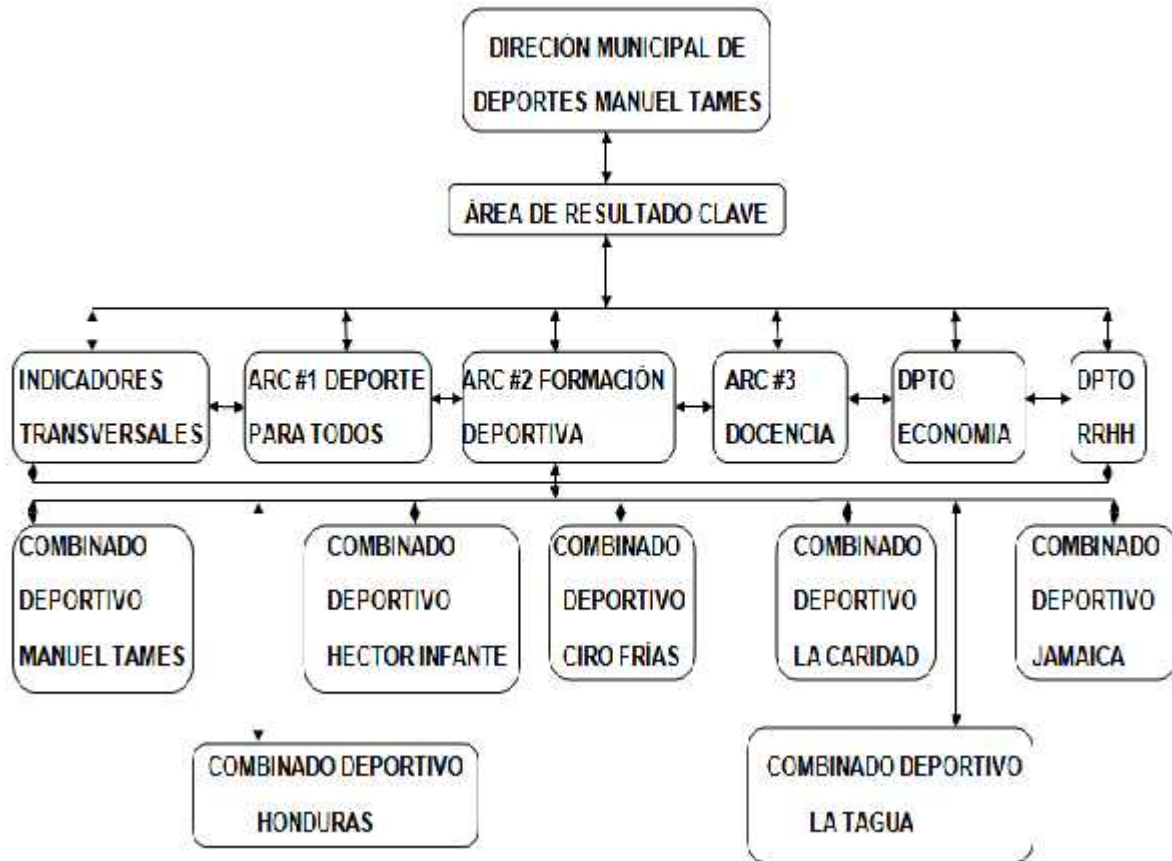 DIRECIÓN MUNICIPAL DE
DEPORTES MANUEL TAMES
ÁREA DE RESULTADO CLAVE
INDICADORES
TRANSVERSALES
ARC #1 DEPORTE
PARA TODOS
ARC #2 FORMACIÓN
DEPORTIVA
ARC #3
DOCENCIA
DPTO
ECONOMIA
DPTO
RRHH
COMBINADO
DEPORTIVO
MANUEL TAMES
COMBINADO
DEPORTIVO
HECTOR INFANTE
COMBINADO
DEPORTIVO
CIRO FRÍAS
COMBINADO
DEPORTIVO
LA CARIDAD
COMBINADO
DEPORTIVO
JAMAICA
COMBINADO DEPORTIVO
HONDURAS
COMBINADO DEPORTIVO
LA TAGUA